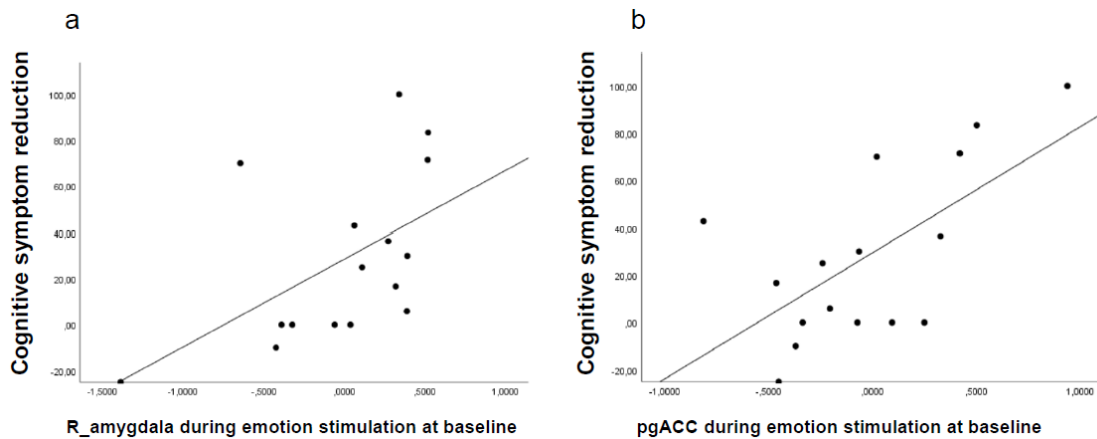 a
b
Cognitive symptom reduction
100,00
80,00
60,00
40,00
20,00
,00
-20,00
-1,5000 -1,0000 -,5000 ,0000 ,5000 1,0000
R_amygdala during emotion stimulation at baseline
Cognitive symptom reduction
100,00
80,00
60,00
40,00
20,00
,00
-20,00
-1,0000 -,5000 ,0000 ,5000 1,0000
pgACC during emotion stimulation at baseline